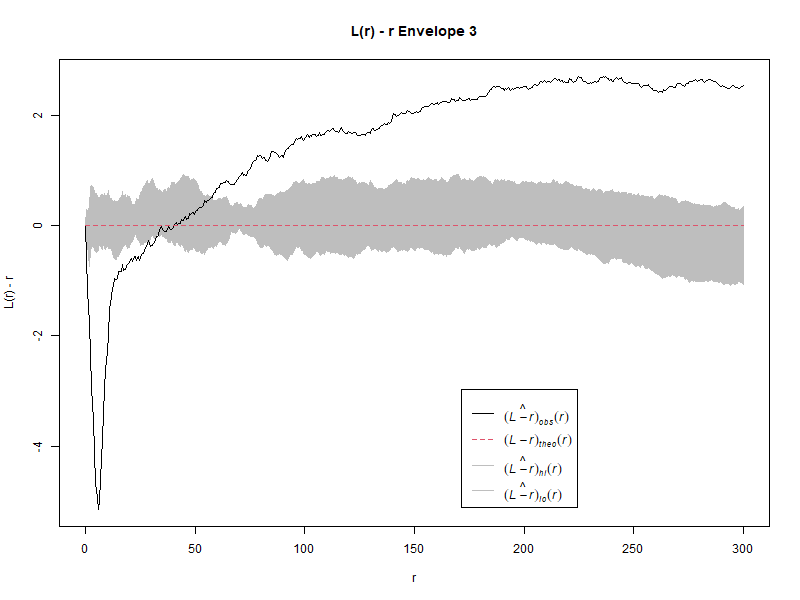 L(r) - r Envelope 3
L(r) - r
2
0
-2
-4
0 50 100 150 200 250 300
r
(L^−r)obs(r)
(L−r)theo(r)
(L^−r)hi(r)
(L^−r)lo(r)